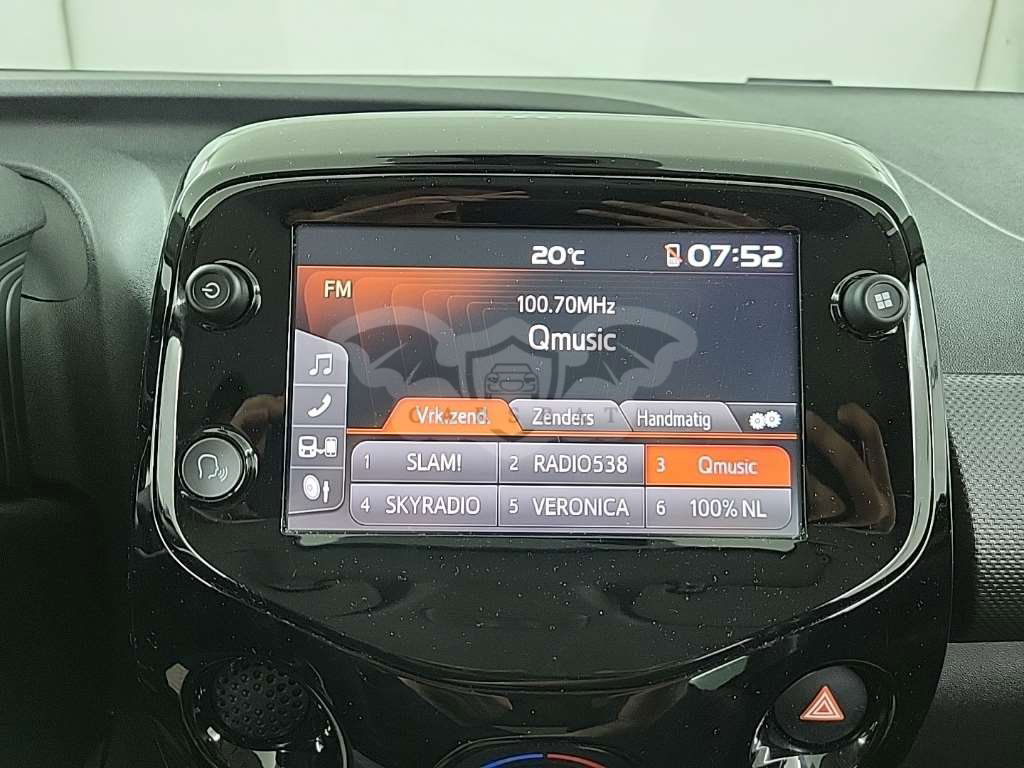 20°C 07:52
FM
100.70MHz
Qmusic
Vrk.zend. Zenders Handmatig
1 SLAM! 2 RADIO538 3 Qmusic
4 SKYRADIO 5 VERONICA 6 100% NL